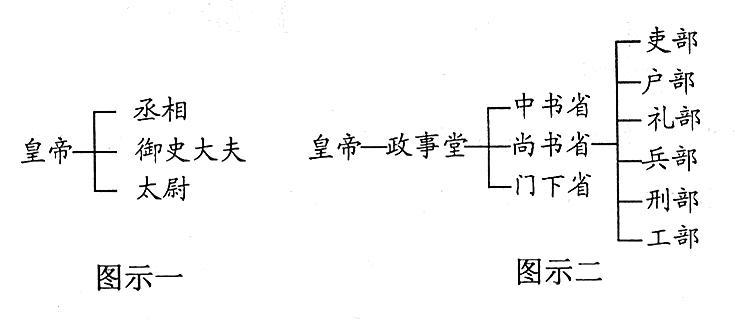 皇帝
丞相
御史大夫
太尉
图示一
皇帝
政事堂
中书省
尚书省
门下省
吏部
户部
礼部
兵部
刑部
工部
图示二